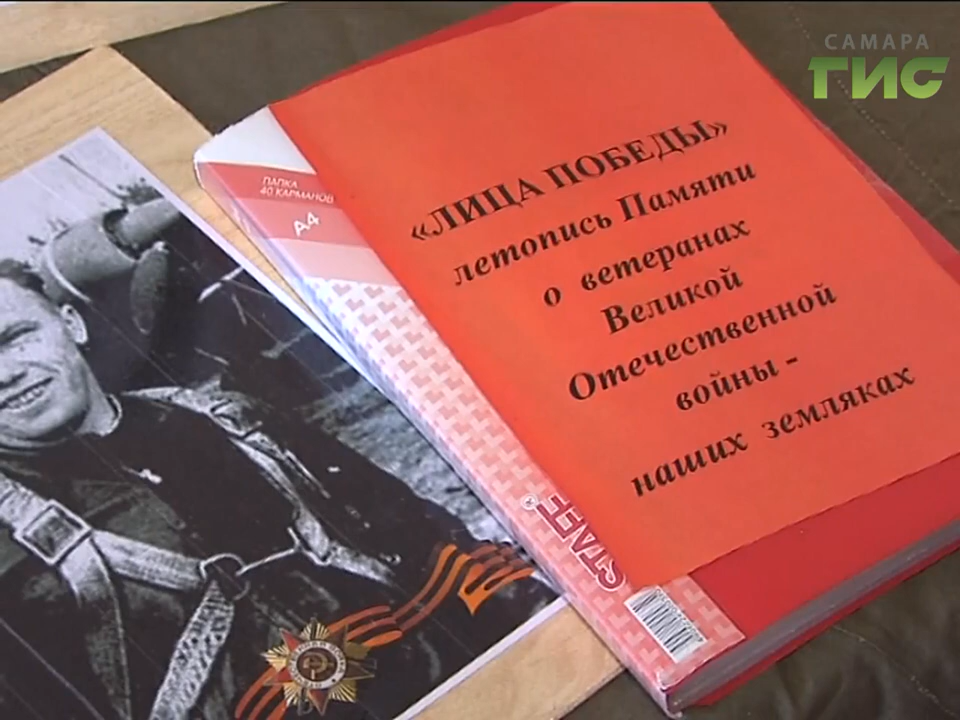 САМАРА
ГИС
«ЛИЦА ПОБЕДЫ»
летопись Памяти
о ветеранах
Великой
Отечественной
войны -
наших земляках
ПАПКА
40 КАРМАНОВ
А4
STAFF®